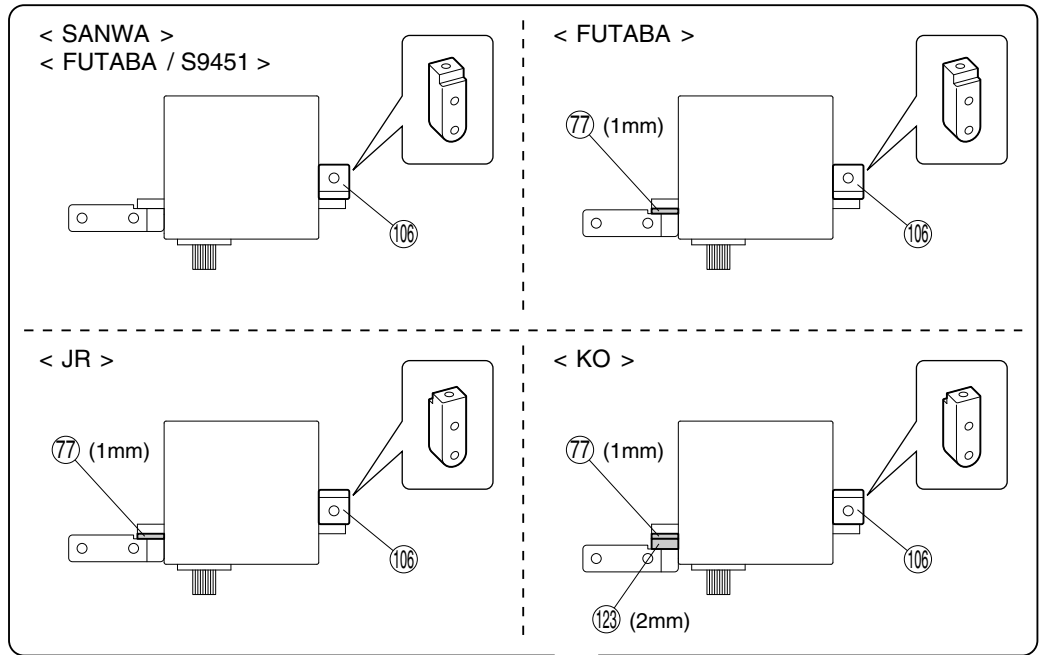 < SANWA >
< FUTABA / S9451 >
106
< FUTABA >
77 (1mm)
106
< JR >
77 (1mm)
106
< KO >
77 (1mm)
106
123 (2mm)